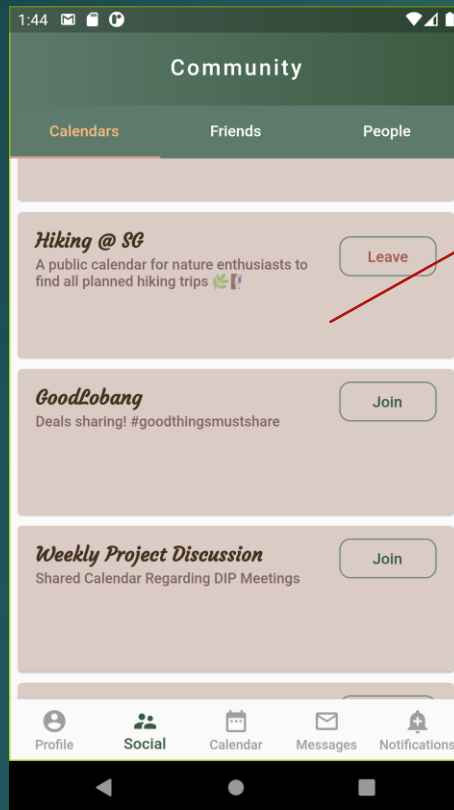 1:44
Community
Calendars Friends People
Hiking @ SG
A public calendar for nature enthusiasts to
find all planned hiking trips 🌿🧗
Leave
GoodLobang
Deals sharing! #goodthingsmustshare
Join
Weekly Project Discussion
Shared Calendar Regarding DIP Meetings
Join
Profile Social Calendar Messages Notifications